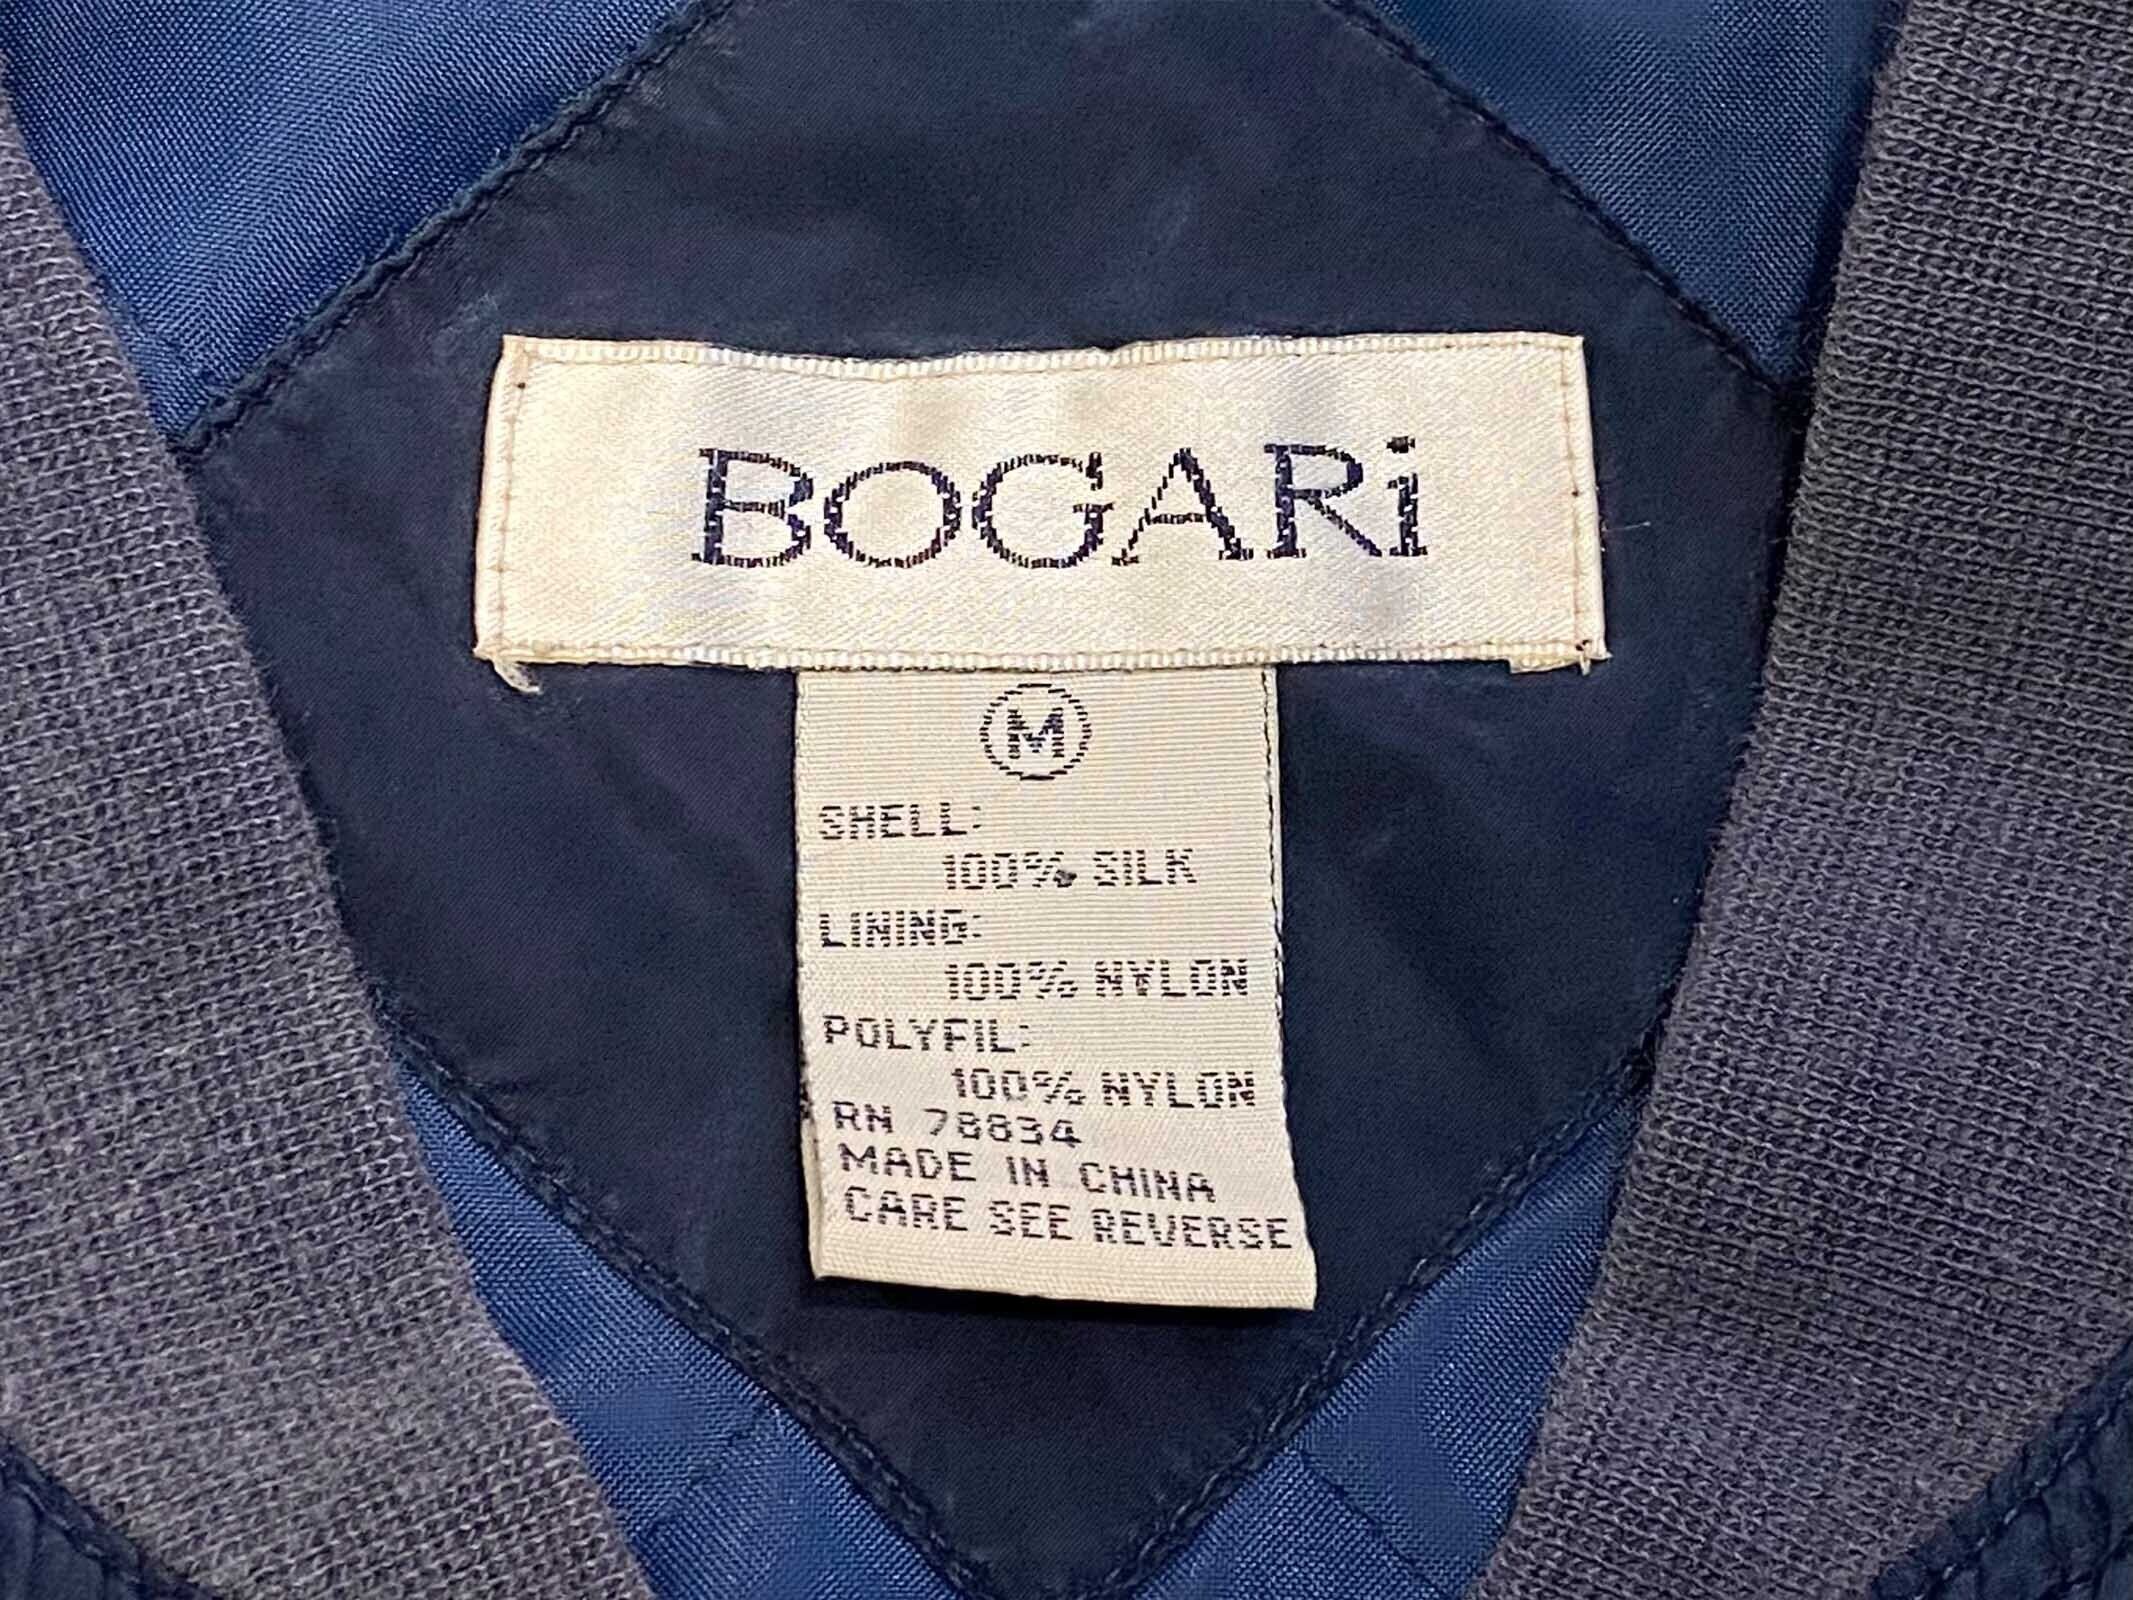 BOGARi
M
SHELL:
100% SILK
LINING:
100% NYLON
POLYFIL:
100% NYLON
RN 78834
MADE IN CHINA
CARE SEE REVERSE